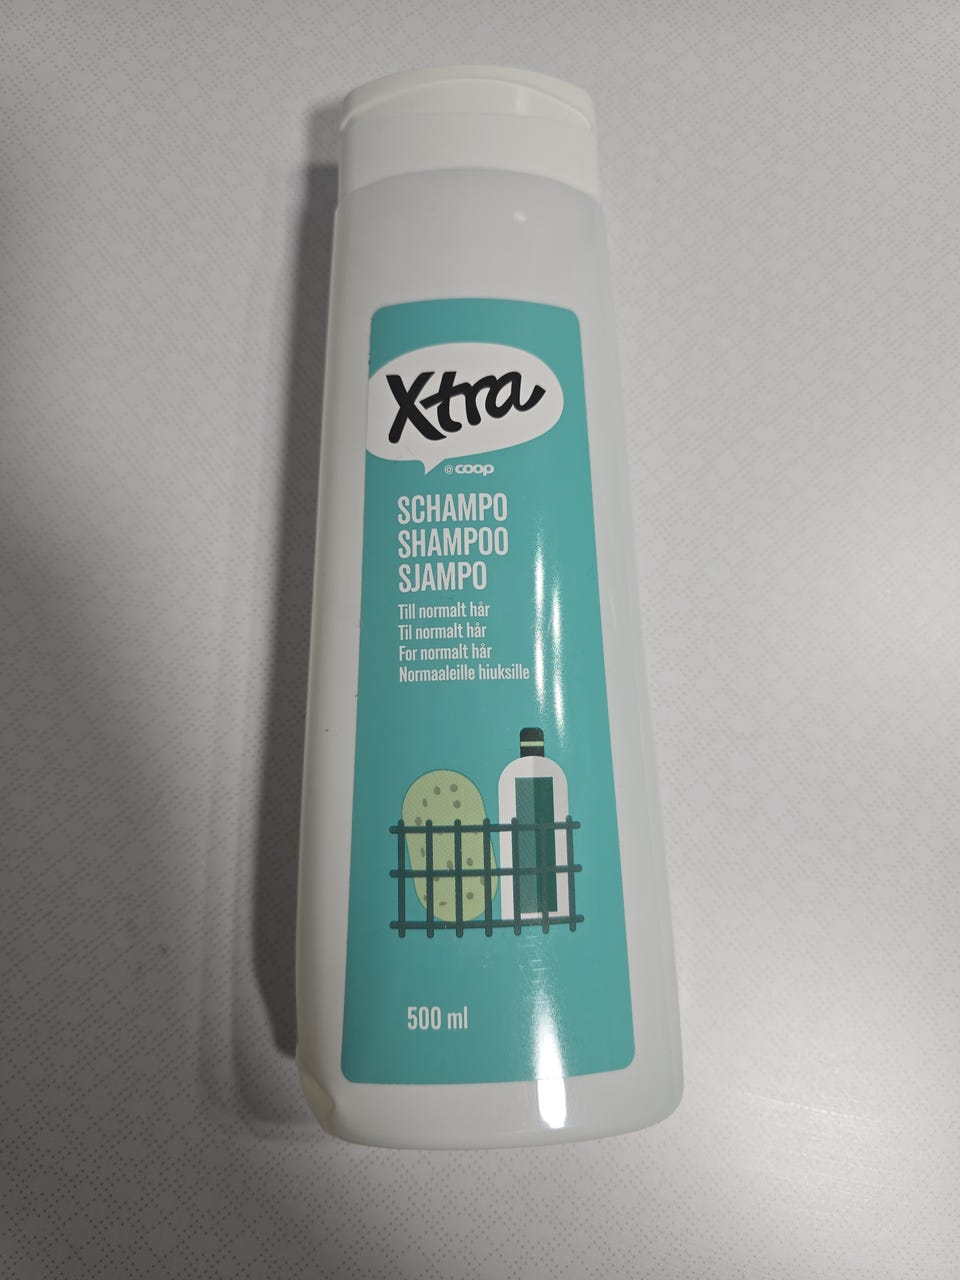 Xtra
coop
SCHAMPO
SHAMPOO
SJAMPO
Till normalt hår
Til normalt hår
For normalt hår
Normaaleille hiuksille
500 ml